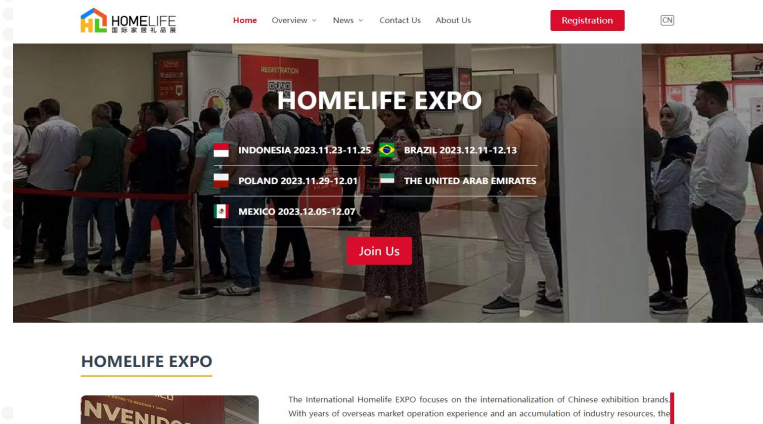 HOMELIFE
国际家居礼品展
Home Overview News Contact Us About Us
Registration
CN
REGISTRATION
HOMELIFE EXPO
INDONESIA 2023.11.23-11.25
BRAZIL 2023.12.11-12.13
POLAND 2023.11.29-12.01
THE UNITED ARAB EMIRATES
MEXICO 2023.12.05-12.07
Join Us
HOMELIFE EXPO
The International Homelife EXPO focuses on the internationalization of Chinese exhibition brands.
With years of overseas market operation experience and an accumulation of industry resources, the